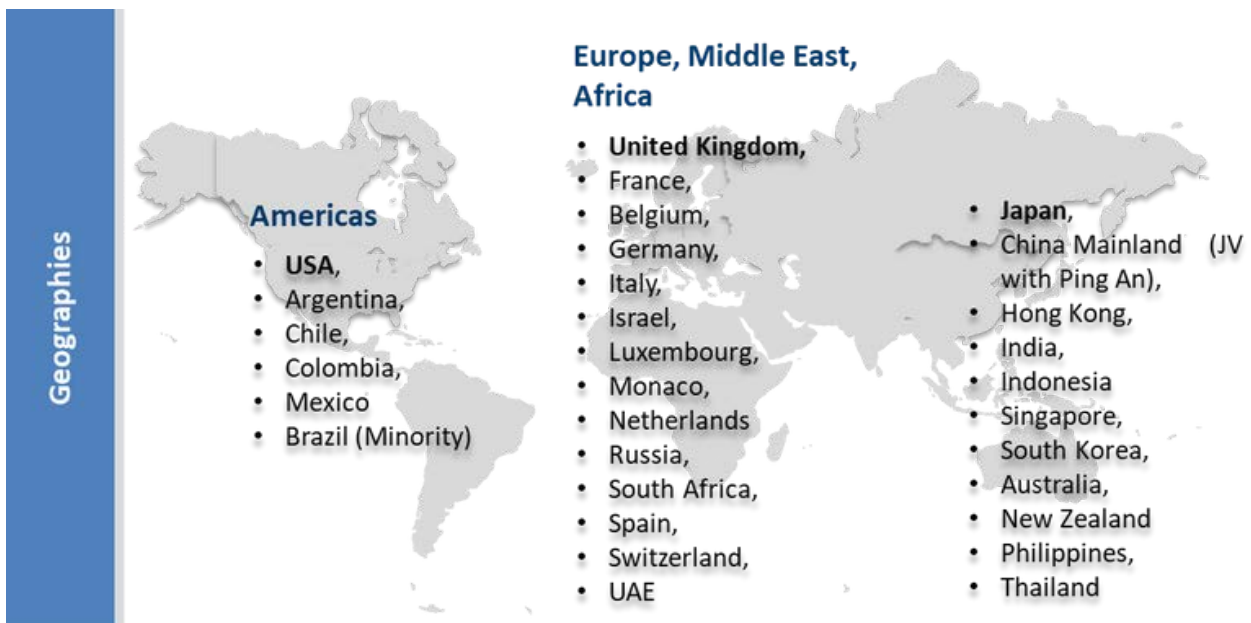 Geographies
Americas
• USA,
• Argentina,
• Chile,
• Colombia,
• Mexico
• Brazil (Minority)
Europe, Middle East,
Africa
• United Kingdom,
• France,
• Belgium,
• Germany,
• Italy,
• Israel,
• Luxembourg,
• Monaco,
• Netherlands
• Russia,
• South Africa,
• Spain,
• Switzerland,
• UAE
• Japan,
• China Mainland (JV
with Ping An),
• Hong Kong,
• India,
• Indonesia
• Singapore,
• South Korea,
• Australia,
• New Zealand
• Philippines,
• Thailand